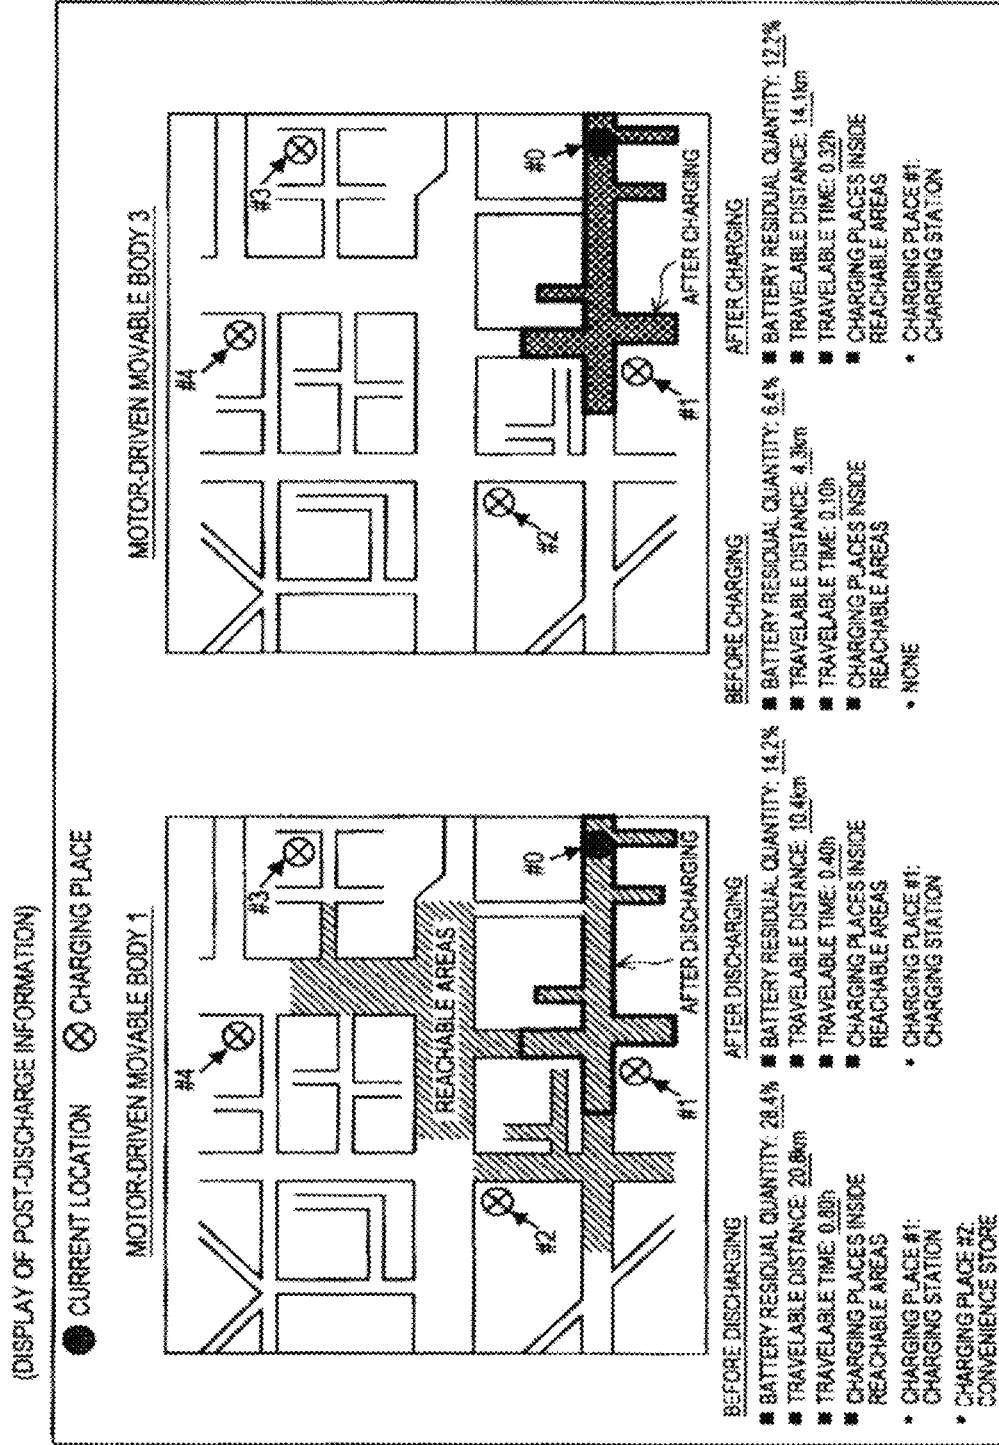 (DISPLAY OF POST-DISCHARGE INFORMATION)
CURRENT LOCATION
CHARGING PLACE
MOTOR-DRIVEN MOVABLE BODY 1
#4
#3
REACHABLE AREAS
#2
#0
#1
AFTER DISCHARGING
BEFORE DISCHARGING
■ BATTERY RESIDUAL QUANTITY: 28.4%
■ TRAVELABLE DISTANCE: 20.8km
■ TRAVELABLE TIME: 0.80h
■ CHARGING PLACES INSIDE
REACHABLE AREAS
• CHARGING PLACE #1:
CHARGING STATION
• CHARGING PLACE #2:
CONVENIENCE STORE
AFTER DISCHARGING
■ BATTERY RESIDUAL QUANTITY: 14.2%
■ TRAVELABLE DISTANCE: 10.4km
■ TRAVELABLE TIME: 0.40h
■ CHARGING PLACES INSIDE
REACHABLE AREAS
• CHARGING PLACE #1:
CHARGING STATION
MOTOR-DRIVEN MOVABLE BODY 3
#4
#3
#2
#0
#1
AFTER CHARGING
BEFORE CHARGING
■ BATTERY RESIDUAL QUANTITY: 6.4%
■ TRAVELABLE DISTANCE: 4.3km
■ TRAVELABLE TIME: 0.10h
■ CHARGING PLACES INSIDE
REACHABLE AREAS
• NONE
AFTER CHARGING
■ BATTERY RESIDUAL QUANTITY: 12.2%
■ TRAVELABLE DISTANCE: 14.1km
■ TRAVELABLE TIME: 0.32h
■ CHARGING PLACES INSIDE
REACHABLE AREAS
• CHARGING PLACE #1:
CHARGING STATION